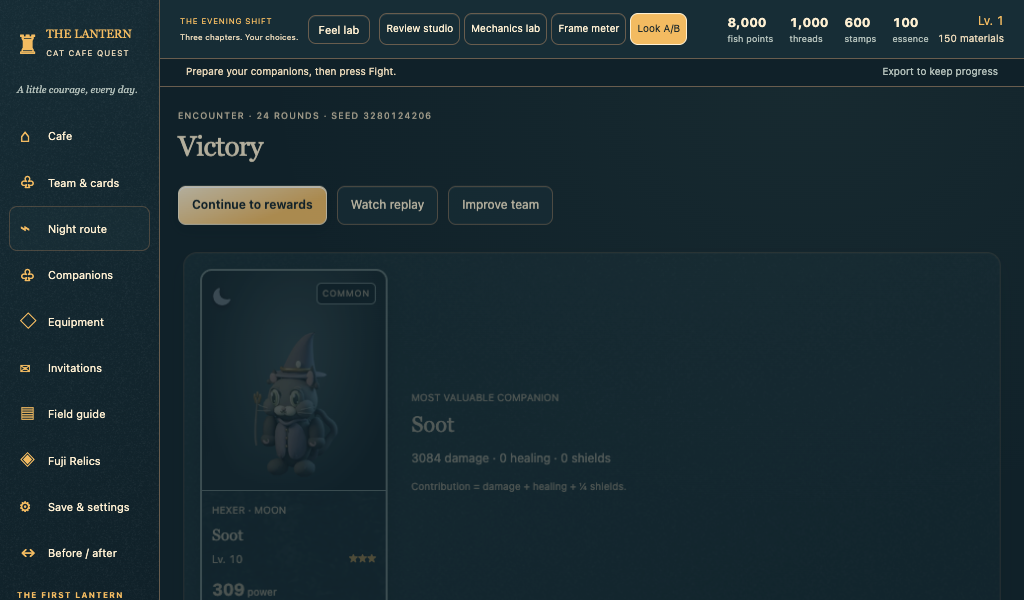 THE LANTERN
CAT CAFE QUEST
A little courage, every day.
Cafe
Team & cards
Night route
Companions
Equipment
Invitations
Field guide
Fuji Relics
Save & settings
Before / after
THE FIRST LANTERN
THE EVENING SHIFT
Three chapters. Your choices.
Feel lab
Review studio
Mechanics lab
Frame meter
Look A/B
8,000
fish points
1,000
threads
600
stamps
100
essence
Lv. 1
150 materials
Prepare your companions, then press Fight.
Export to keep progress
ENCOUNTER · 24 ROUNDS · SEED 3280124206
Victory
Continue to rewards
Watch replay
Improve team
COMMON
HEXER · MOON
Soot
Lv. 10
309 power
MOST VALUABLE COMPANION
Soot
3084 damage · 0 healing · 0 shields
Contribution = damage + healing + ¼ shields.